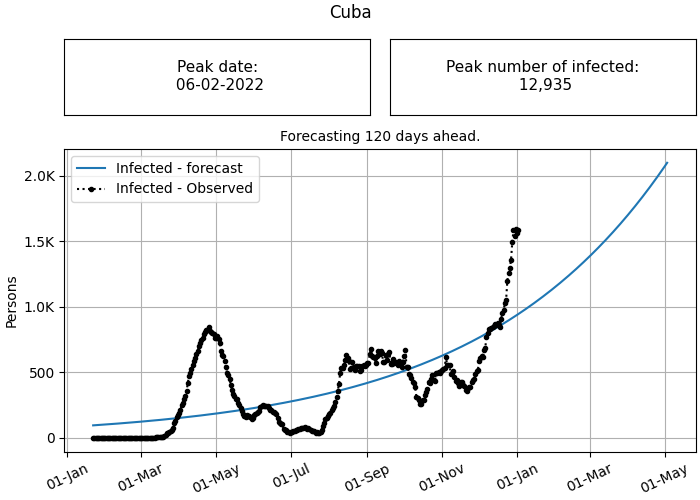 Cuba
Peak date:
06-02-2022
Peak number of infected:
12,935
Forecasting 120 days ahead.
Infected - forecast
Infected - Observed
2.0K
1.5K
1.0K
500
0
Persons
01-Jan
01-Mar
01-May
01-Jul
01-Sep
01-Nov
01-Jan
01-Mar
01-May